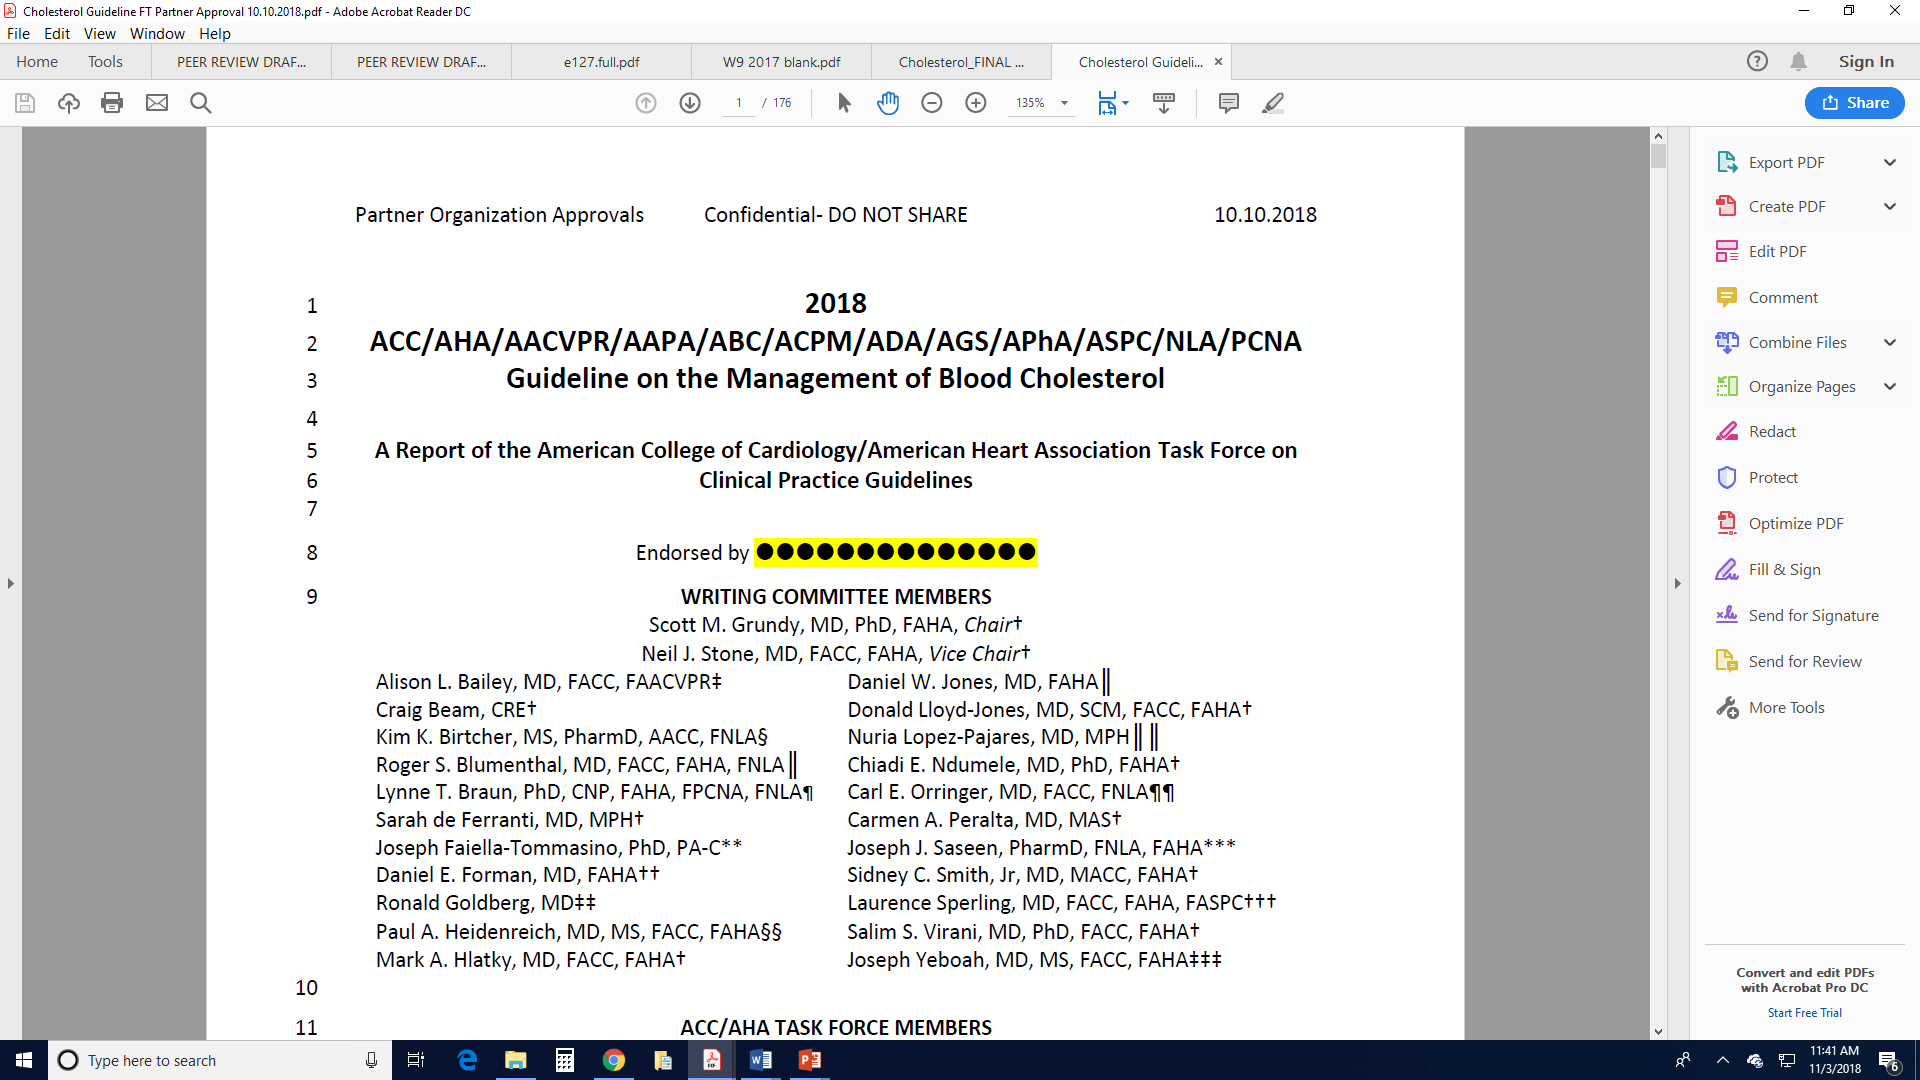 Cholesterol Guideline FT Partner Approval 10.10.2018.pdf - Adobe Acrobat Reader DC
File Edit View Window Help
Home Tools PEER REVIEW DRAF... PEER REVIEW DRAF... e127.full.pdf W9 2017 blank.pdf Cholesterol_FINAL ... Cholesterol Guideli... × Sign In
1 / 176 135% Share
Partner Organization Approvals Confidential- DO NOT SHARE 10.10.2018
1 2018
2 ACC/AHA/AACVPR/AAPA/ABC/ACPM/ADA/AGS/APhA/ASPC/NLA/PCNA
3 Guideline on the Management of Blood Cholesterol
4
5 A Report of the American College of Cardiology/American Heart Association Task Force on
6 Clinical Practice Guidelines
7
8 Endorsed by ●●●●●●●●●●●●●●
9 WRITING COMMITTEE MEMBERS
Scott M. Grundy, MD, PhD, FAHA, Chair†
Neil J. Stone, MD, FACC, FAHA, Vice Chair†
Alison L. Bailey, MD, FACC, FAACVPR‡ Daniel W. Jones, MD, FAHA║
Craig Beam, CRE† Donald Lloyd-Jones, MD, SCM, FACC, FAHA†
Kim K. Birtcher, MS, PharmD, AACC, FNLA§ Nuria Lopez-Pajares, MD, MPH║║
Roger S. Blumenthal, MD, FACC, FAHA, FNLA║ Chiadi E. Ndumele, MD, PhD, FAHA†
Lynne T. Braun, PhD, CNP, FAHA, FPCNA, FNLA¶ Carl E. Orringer, MD, FACC, FNLA¶¶
Sarah de Ferranti, MD, MPH† Carmen A. Peralta, MD, MAS†
Joseph Faiella-Tommasino, PhD, PA-C** Joseph J. Saseen, PharmD, FNLA, FAHA***
Daniel E. Forman, MD, FAHA†† Sidney C. Smith, Jr, MD, MACC, FAHA†
Ronald Goldberg, MD‡‡ Laurence Sperling, MD, FACC, FAHA, FASPC†††
Paul A. Heidenreich, MD, MS, FACC, FAHA§§ Salim S. Virani, MD, PhD, FACC, FAHA†
Mark A. Hlatky, MD, FACC, FAHA† Joseph Yeboah, MD, MS, FACC, FAHA‡‡‡
10
11 ACC/AHA TASK FORCE MEMBERS
Export PDF
Create PDF
Edit PDF
Comment
Combine Files
Organize Pages
Redact
Protect
Optimize PDF
Fill & Sign
Send for Signature
Send for Review
More Tools
Convert and edit PDFs
with Acrobat Pro DC
Start Free Trial
Type here to search
11:41 AM
11/3/2018
6